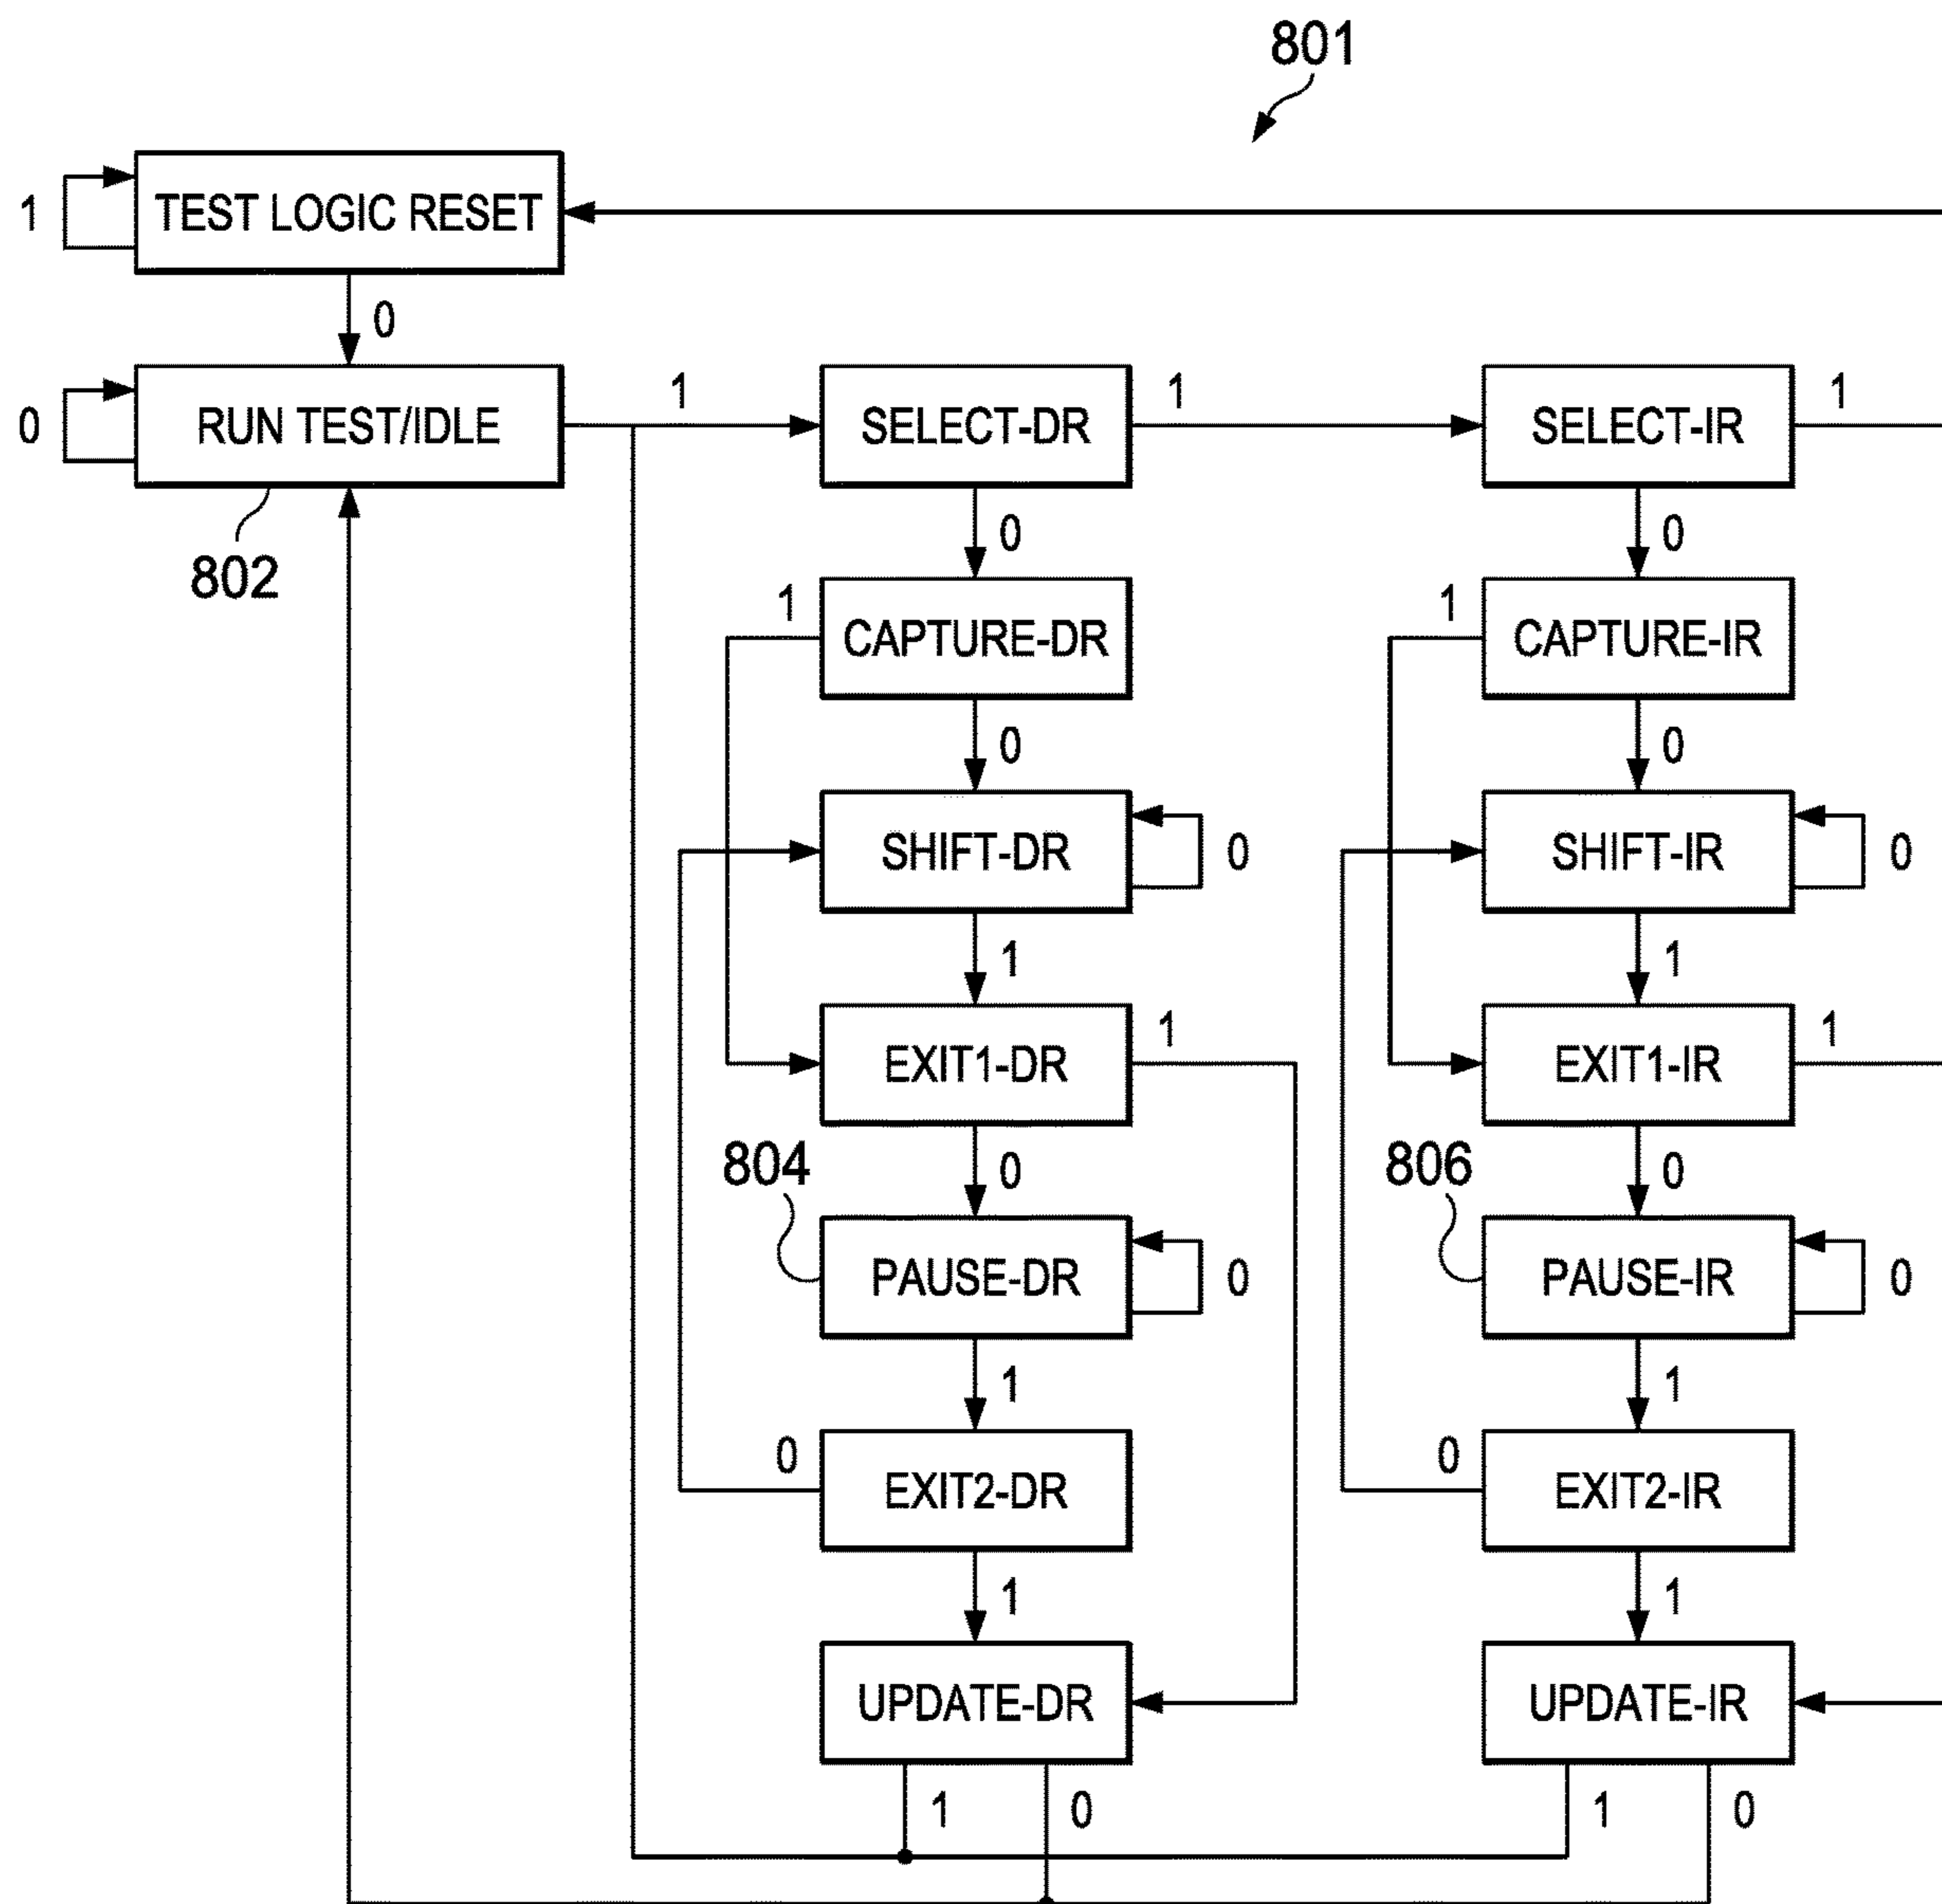 801
1 TEST LOGIC RESET
0
0 RUN TEST/IDLE 1 SELECT-DR 1 SELECT-IR 1
802
0 0
1 CAPTURE-DR 1 CAPTURE-IR
0 0
SHIFT-DR 0 SHIFT-IR 0
1 1
EXIT1-DR 1 EXIT1-IR 1
804 0 806 0
PAUSE-DR 0 PAUSE-IR 0
1 1
0 EXIT2-DR 0 EXIT2-IR
1 1
UPDATE-DR UPDATE-IR
1 0 1 0